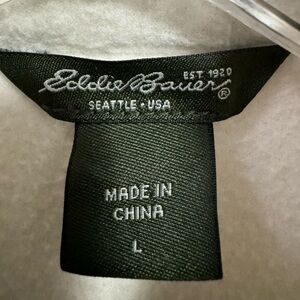 Eddie Bauer®
EST. 1920
SEATTLE • USA
MADE IN
CHINA
L